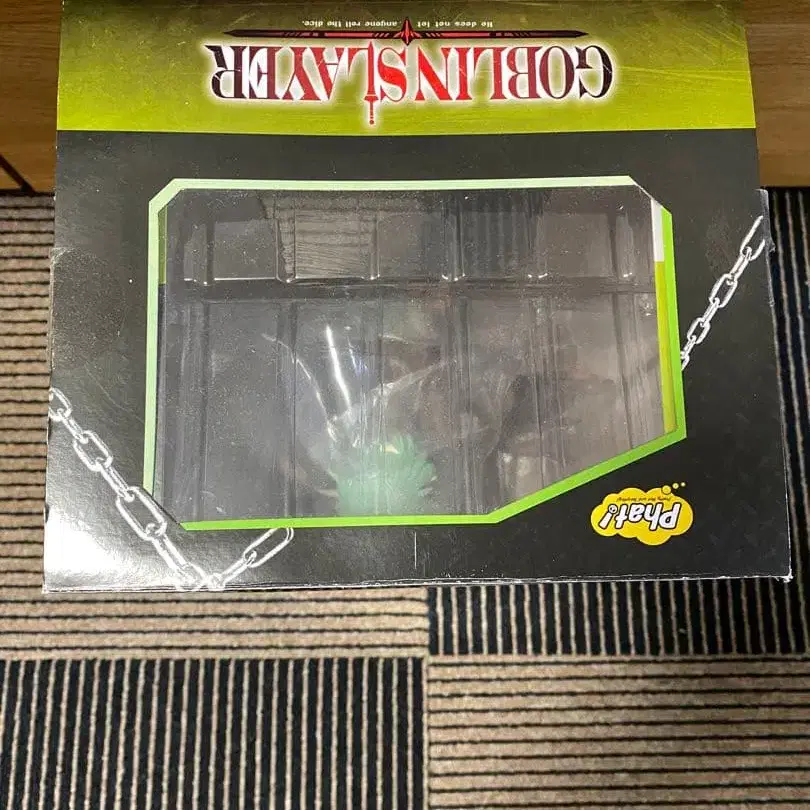 GOBLIN SLAYER
He does not let anyone roll the dice.
Phat!